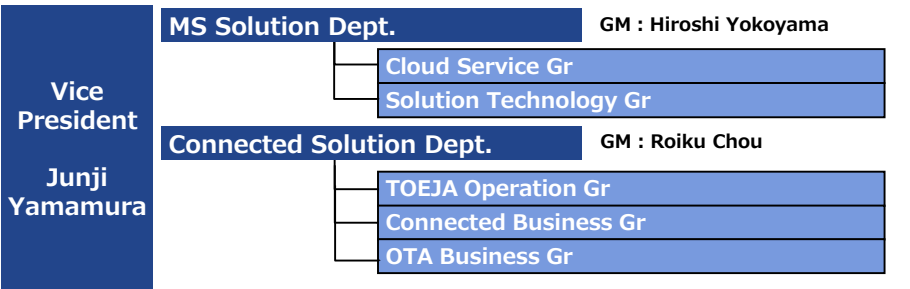 Vice
President
Junji
Yamamura
MS Solution Dept.
GM : Hiroshi Yokoyama
Cloud Service Gr
Solution Technology Gr
Connected Solution Dept.
GM : Roiku Chou
TOEJA Operation Gr
Connected Business Gr
OTA Business Gr